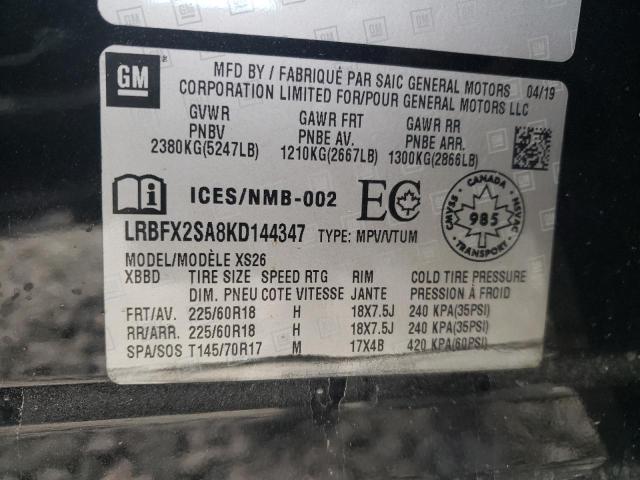 GM
MFD BY / FABRIQUÉ PAR SAIC GENERAL MOTORS 04/19
CORPORATION LIMITED FOR/POUR GENERAL MOTORS LLC
GVWR GAWR FRT GAWR RR
PNBV PNBE AV. PNBE ARR.
2380KG(5247LB) 1210KG(2667LB) 1300KG(2866LB)
i ICES/NMB-002 EC CANADA 985 HVAC
LRBFX2SA8KD144347 TYPE: MPV/VTUM TRANSPORT
MODEL/MODÈLE XS26
XBBD TIRE SIZE SPEED RTG RIM COLD TIRE PRESSURE
DIM. PNEU COTE VITESSE JANTE PRESSION À FROID
FRT/AV. 225/60R18 H 18X7.5J 240 KPA(35PSI)
RR/ARR. 225/60R18 H 18X7.5J 240 KPA(35PSI)
SPA/SOS T145/70R17 M 17X4B 420 KPA(60PSI)